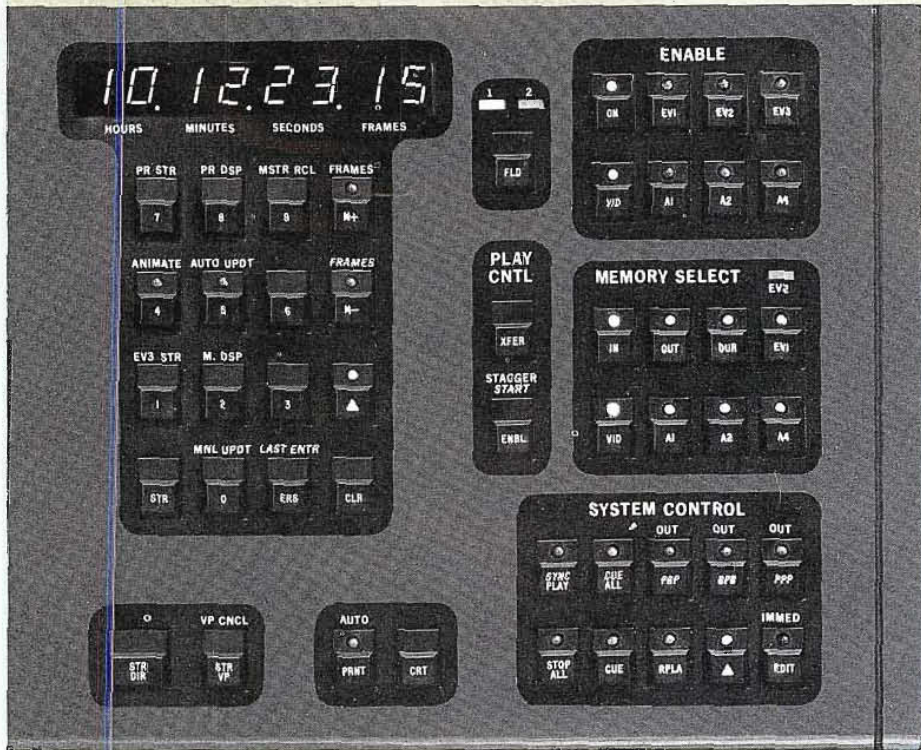 10.12.23.15
HOURS MINUTES SECONDS FRAMES
PR STR PR DSP MSTR RCL FRAMES
7 8 9 N+
ANIMATE AUTO UPDT FRAMES
4 5 6 N-
EV3 STR M. DSP
1 2 3 ▲
MNL UPDT LAST ENTR
STR 0 ERS CLR
VP CNCL
STR DIR
STR VP
AUTO
PRNT CRT
1 2
FLD
PLAY CNTL
XFER
STAGGER START
ENBL
ENABLE
ON EV1 EV2 EV3
VID A1 A2 A4
MEMORY SELECT EV2
IN OUT DUR EV1
VID A1 A2 A4
SYSTEM CONTROL
OUT OUT OUT
SYNC PLAY CUE ALL PBP BPB PPP
IMMED
STOP ALL CUE RPLA ▲ EDIT